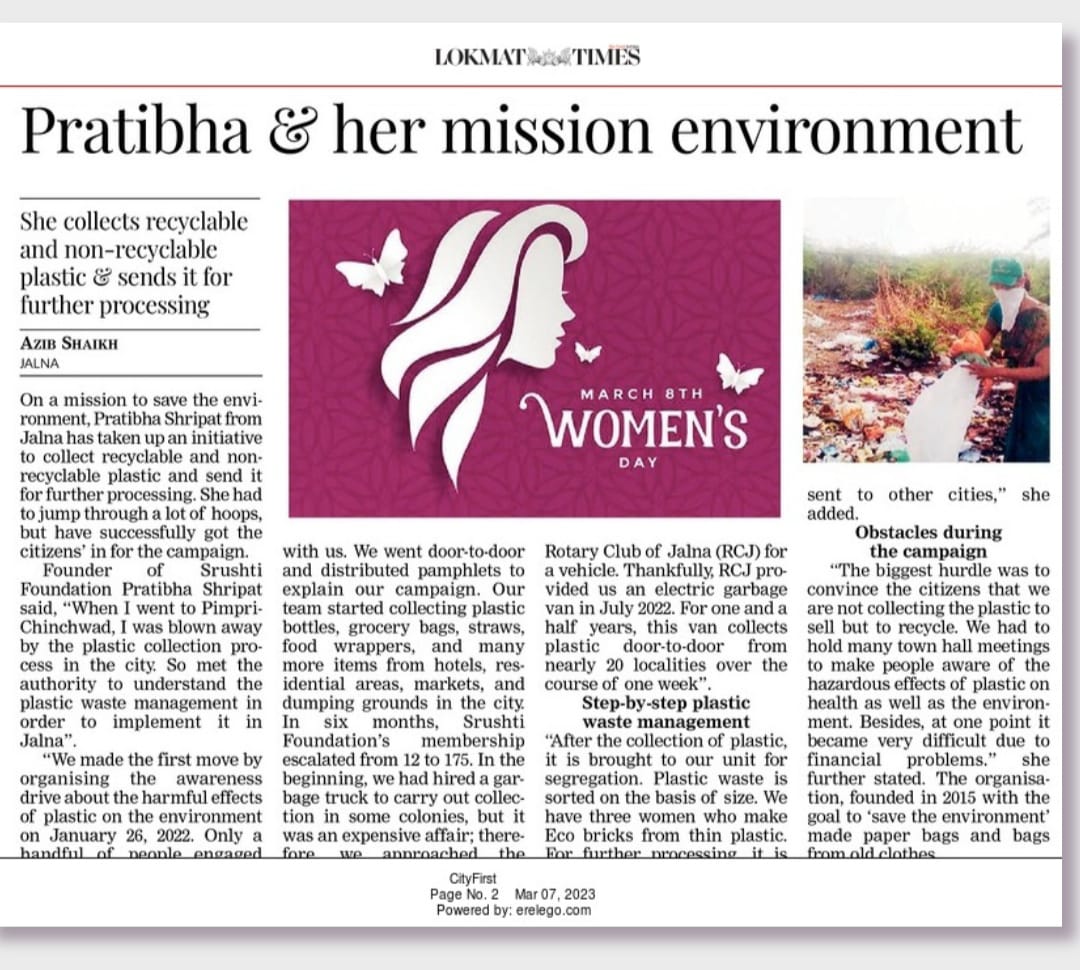 LOKMAT TIMES
Pratibha & her mission environment
She collects recyclable
and non-recyclable
plastic & sends it for
further processing
AZIB SHAIKH
JALNA
On a mission to save the envi-
ronment, Pratibha Shripat from
Jalna has taken up an initiative
to collect recyclable and non-
recyclable plastic and send it
for further processing. She had
to jump through a lot of hoops,
but have successfully got the
citizens’ in for the campaign.
Founder of Srushti
Foundation Pratibha Shripat
said, “When I went to Pimpri-
Chinchwad, I was blown away
by the plastic collection pro-
cess in the city. So met the
authority to understand the
plastic waste management in
order to implement it in
Jalna”.
“We made the first move by
organising the awareness
drive about the harmful effects
of plastic on the environment
on January 26, 2022. Only a
handful of people engaged
MARCH 8TH
WOMEN'S
DAY
with us. We went door-to-door
and distributed pamphlets to
explain our campaign. Our
team started collecting plastic
bottles, grocery bags, straws,
food wrappers, and many
more items from hotels, res-
idential areas, markets, and
dumping grounds in the city.
In six months, Srushti
Foundation’s membership
escalated from 12 to 175. In the
beginning, we had hired a gar-
bage truck to carry out collec-
tion in some colonies, but it
was an expensive affair; there-
fore we approached the
Rotary Club of Jalna (RCJ) for
a vehicle. Thankfully, RCJ pro-
vided us an electric garbage
van in July 2022. For one and a
half years, this van collects
plastic door-to-door from
nearly 20 localities over the
course of one week”.
Step-by-step plastic
waste management
“After the collection of plastic,
it is brought to our unit for
segregation. Plastic waste is
sorted on the basis of size. We
have three women who make
Eco bricks from thin plastic.
For further processing, it is
sent to other cities,” she
added.
Obstacles during
the campaign
“The biggest hurdle was to
convince the citizens that we
are not collecting the plastic to
sell but to recycle. We had to
hold many town hall meetings
to make people aware of the
hazardous effects of plastic on
health as well as the environ-
ment. Besides, at one point it
became very difficult due to
financial problems.” she
further stated. The organisa-
tion, founded in 2015 with the
goal to ‘save the environment’
made paper bags and bags
from old clothes
CityFirst
Page No. 2 Mar 07, 2023
Powered by: erelego.com